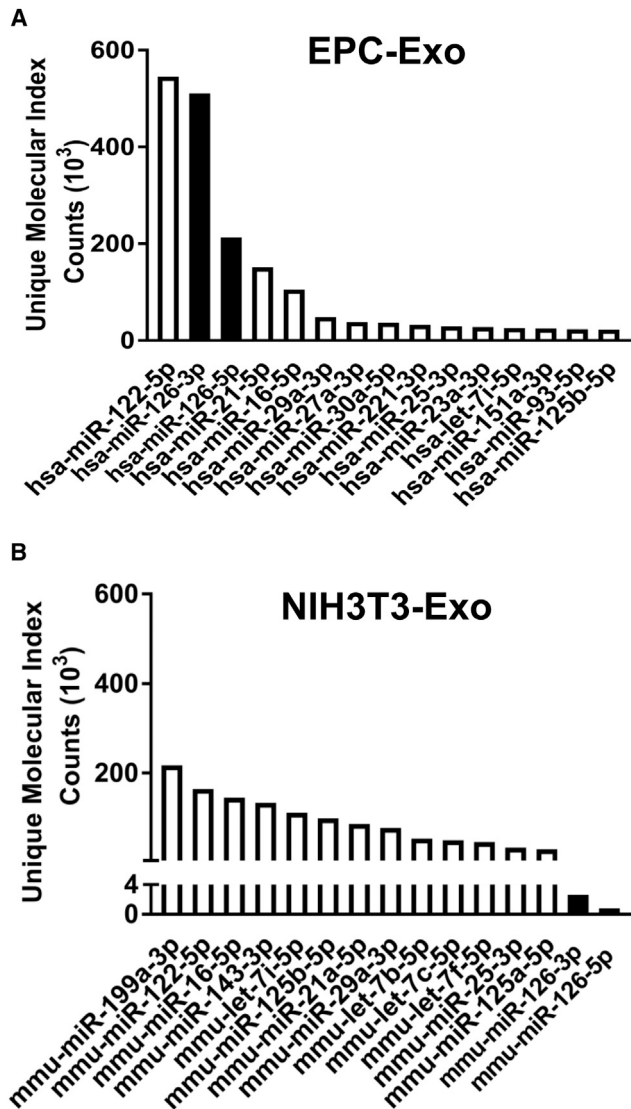 A
EPC-Exo
Unique Molecular Index
Counts (10³)
600
400
200
0
hsa-miR-122-5p
hsa-miR-126-3p
hsa-miR-126-5p
hsa-miR-21-5p
hsa-miR-16-5p
hsa-miR-29a-3p
hsa-miR-27a-3p
hsa-miR-30a-5p
hsa-miR-221-3p
hsa-miR-25-3p
hsa-miR-23a-3p
hsa-let-7i-5p
hsa-miR-151a-3p
hsa-miR-93-5p
hsa-miR-125b-5p
B
NIH3T3-Exo
Unique Molecular Index
Counts (10³)
600
400
200
4
0
mmu-miR-199a-3p
mmu-miR-122-5p
mmu-miR-16-5p
mmu-miR-143-3p
mmu-let-7i-5p
mmu-miR-125b-5p
mmu-miR-21a-5p
mmu-miR-29a-3p
mmu-let-7b-5p
mmu-let-7c-5p
mmu-let-7f-5p
mmu-miR-25-3p
mmu-miR-125a-5p
mmu-miR-126-3p
mmu-miR-126-5p